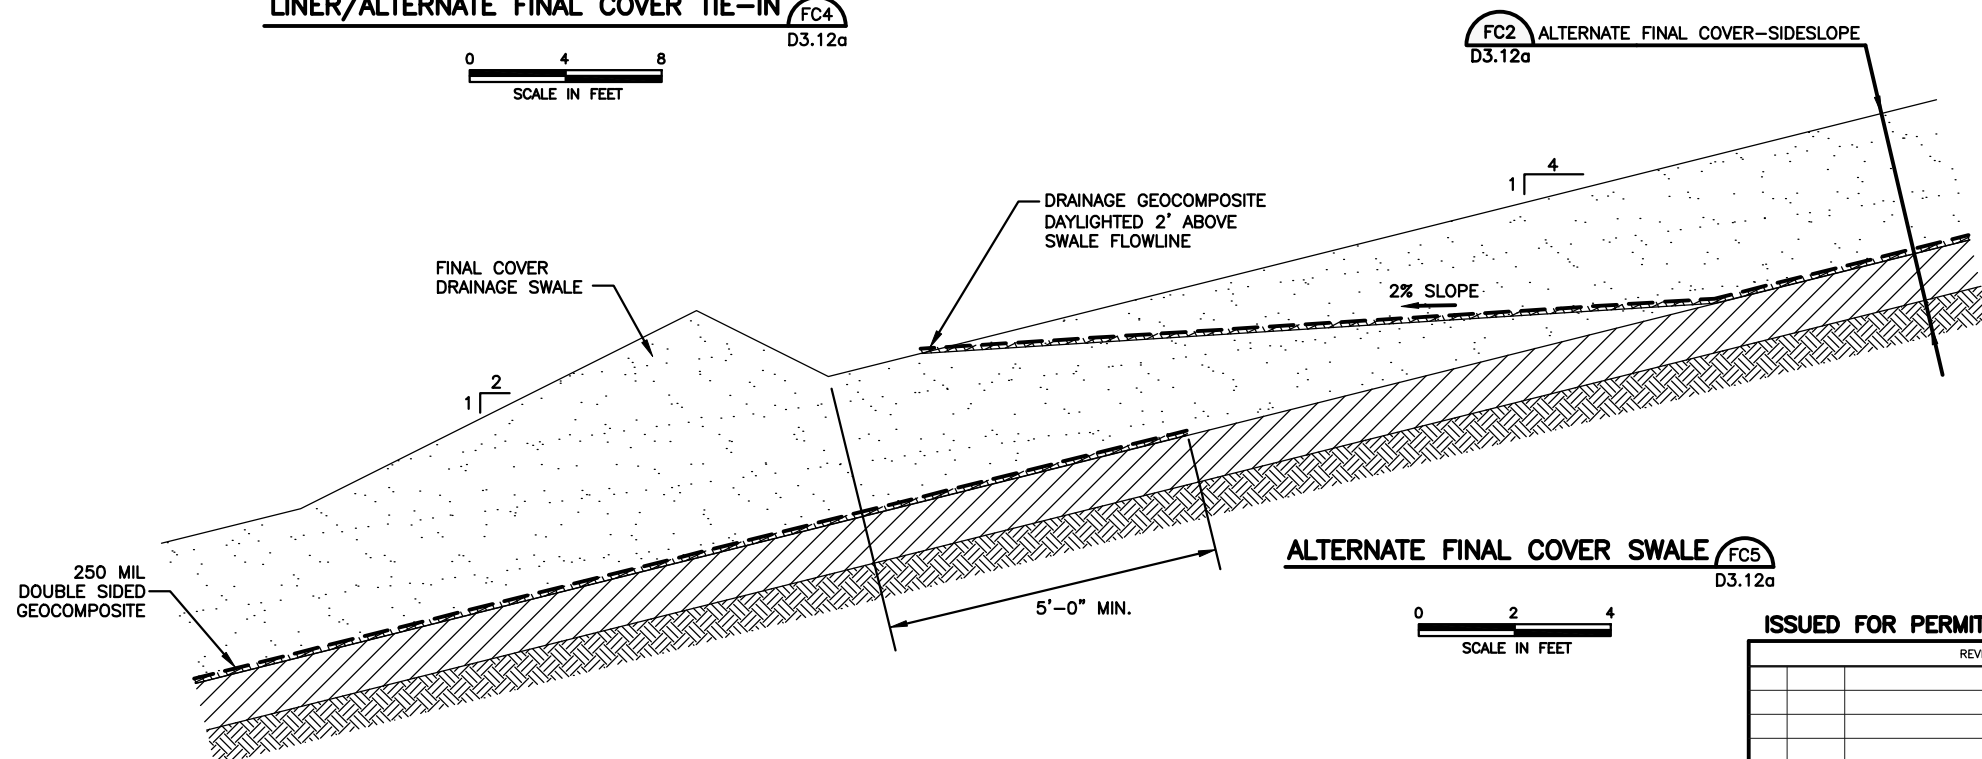 LINER/ALTERNATE FINAL COVER TIE-IN
FC4
D3.12a
0 4 8
SCALE IN FEET
FC2
D3.12a
ALTERNATE FINAL COVER-SIDESLOPE
1
4
DRAINAGE GEOCOMPOSITE
DAYLIGHTED 2' ABOVE
SWALE FLOWLINE
FINAL COVER
DRAINAGE SWALE
2% SLOPE
1
2
250 MIL
DOUBLE SIDED
GEOCOMPOSITE
5'-0" MIN.
ALTERNATE FINAL COVER SWALE
FC5
D3.12a
0 2 4
SCALE IN FEET
ISSUED FOR PERMIT
REV